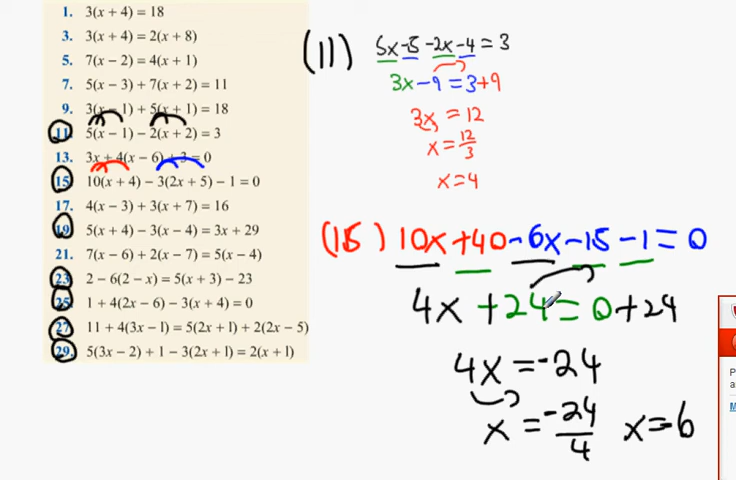 1. 3(x + 4) = 18
3. 3(x + 4) = 2(x + 8)
5. 7(x − 2) = 4(x + 1)
7. 5(x − 3) + 7(x + 2) = 11
9. 3(x − 1) + 5(x + 1) = 18
11. 5(x − 1) − 2(x + 2) = 3
13. 3x + 4(x − 6) + 3 = 0
15. 10(x + 4) − 3(2x + 5) − 1 = 0
17. 4(x − 3) + 3(x + 7) = 16
19. 5(x + 4) − 3(x − 4) = 3x + 29
21. 7(x − 6) + 2(x − 7) = 5(x − 4)
23. 2 − 6(2 − x) = 5(x + 3) − 23
25. 1 + 4(2x − 6) − 3(x + 4) = 0
27. 11 + 4(3x − 1) = 5(2x + 1) + 2(2x − 5)
29. 5(3x − 2) + 1 − 3(2x + 1) = 2(x + 1)
(11) 5x − 5 − 2x − 4 = 3
3x − 9 = 3 + 9
3x = 12
x = 12/3
x = 4
(15) 10x + 40 − 6x − 15 − 1 = 0
4x + 24 = 0 + 24
4x = −24
x = −24/4 x = 6